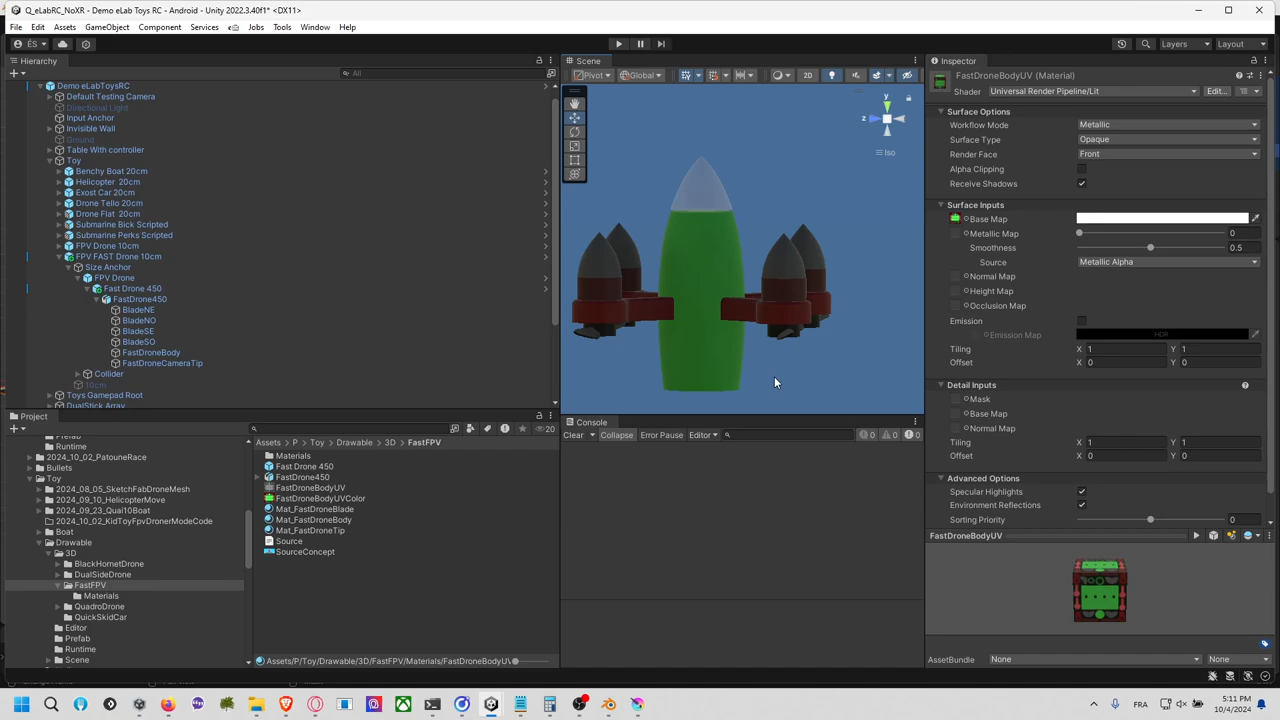 Q_eLabRC_NoXR - Demo eLab Toys RC - Android - Unity 2022.3.40f1* <DX11>
File Edit Assets GameObject Component Services Jobs Tools Window Help
ÉS Layers Layout
Hierarchy
All
Demo eLabToysRC
Default Testing Camera
Directional Light
Input Anchor
Invisible Wall
Ground
Table With controller
Toy
Benchy Boat 20cm
Helicopter 20cm
Exost Car 20cm
Drone Tello 20cm
Drone Flat 20cm
Submarine Bick Scripted
Submarine Perks Scripted
FPV Drone 10cm
FPV FAST Drone 10cm
Size Anchor
FPV Drone
Fast Drone 450
FastDrone450
BladeNE
BladeNO
BladeSE
BladeSO
FastDroneBody
FastDroneCameraTip
Collider
10cm
Toys Gamepad Root
DualStick Array
Scene
Pivot Global 2D
y
z
Iso
Project
20
Prefab
Runtime
2024_10_02_PatouneRace
Bullets
Toy
2024_08_05_SketchFabDroneMesh
2024_09_10_HelicopterMove
2024_09_03_Quai10Boat
2024_10_02_KidToyFpvDronerModeCode
Boat
Drawable
3D
BlackHornetDrone
DualSideDrone
FastFPV
Materials
QuadroDrone
QuickSkidCar
Editor
Prefab
Runtime
Scene
Assets > P > Toy > Drawable > 3D > FastFPV
Materials
Fast Drone 450
FastDrone450
FastDroneBodyUV
FastDroneBodyUVColor
Mat_FastDroneBlade
Mat_FastDroneBody
Mat_FastDroneTip
Source
SourceConcept
Assets/P/Toy/Drawable/3D/FastFPV/Materials/FastDroneBodyUV
Console
Clear Collapse Error Pause Editor 0 0 0
Inspector
FastDroneBodyUV (Material)
Shader Universal Render Pipeline/Lit Edit...
Surface Options
Workflow Mode Metallic
Surface Type Opaque
Render Face Front
Alpha Clipping
Receive Shadows
Surface Inputs
Base Map
Metallic Map 0
Smoothness 0.5
Source Metallic Alpha
Normal Map
Height Map
Occlusion Map
Emission
Emission Map HDR
Tiling X 1 Y 1
Offset X 0 Y 0
Detail Inputs
Mask
Base Map
Normal Map
Tiling X 1 Y 1
Offset X 0 Y 0
Advanced Options
Specular Highlights
Environment Reflections
Sorting Priority 0
FastDroneBodyUV
AssetBundle None None
FRA
5:11 PM
10/4/2024